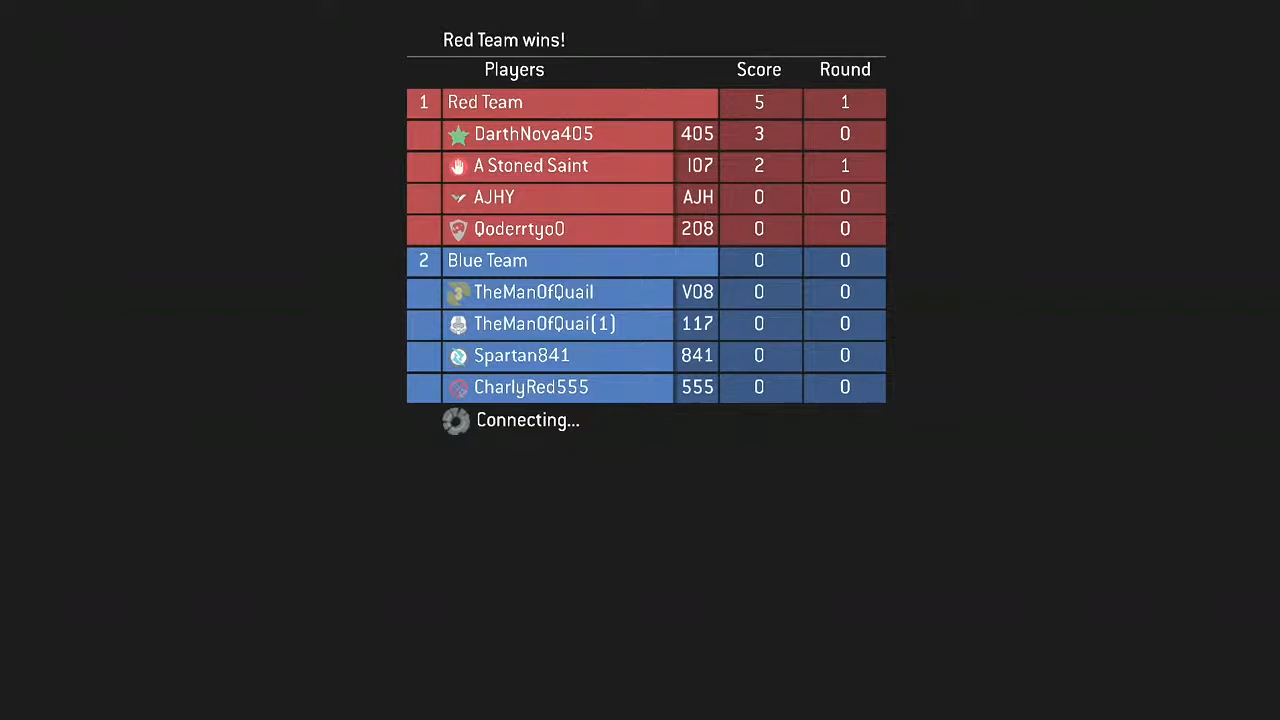 Red Team wins!
Players Score Round
1 Red Team 5 1
DarthNova405 405 3 0
A Stoned Saint I07 2 1
AJHY AJH 0 0
Qoderrtyo0 208 0 0
2 Blue Team 0 0
3 TheManOfQuail V08 0 0
TheManOfQuai(1) 117 0 0
Spartan841 841 0 0
CharlyRed555 555 0 0
Connecting...